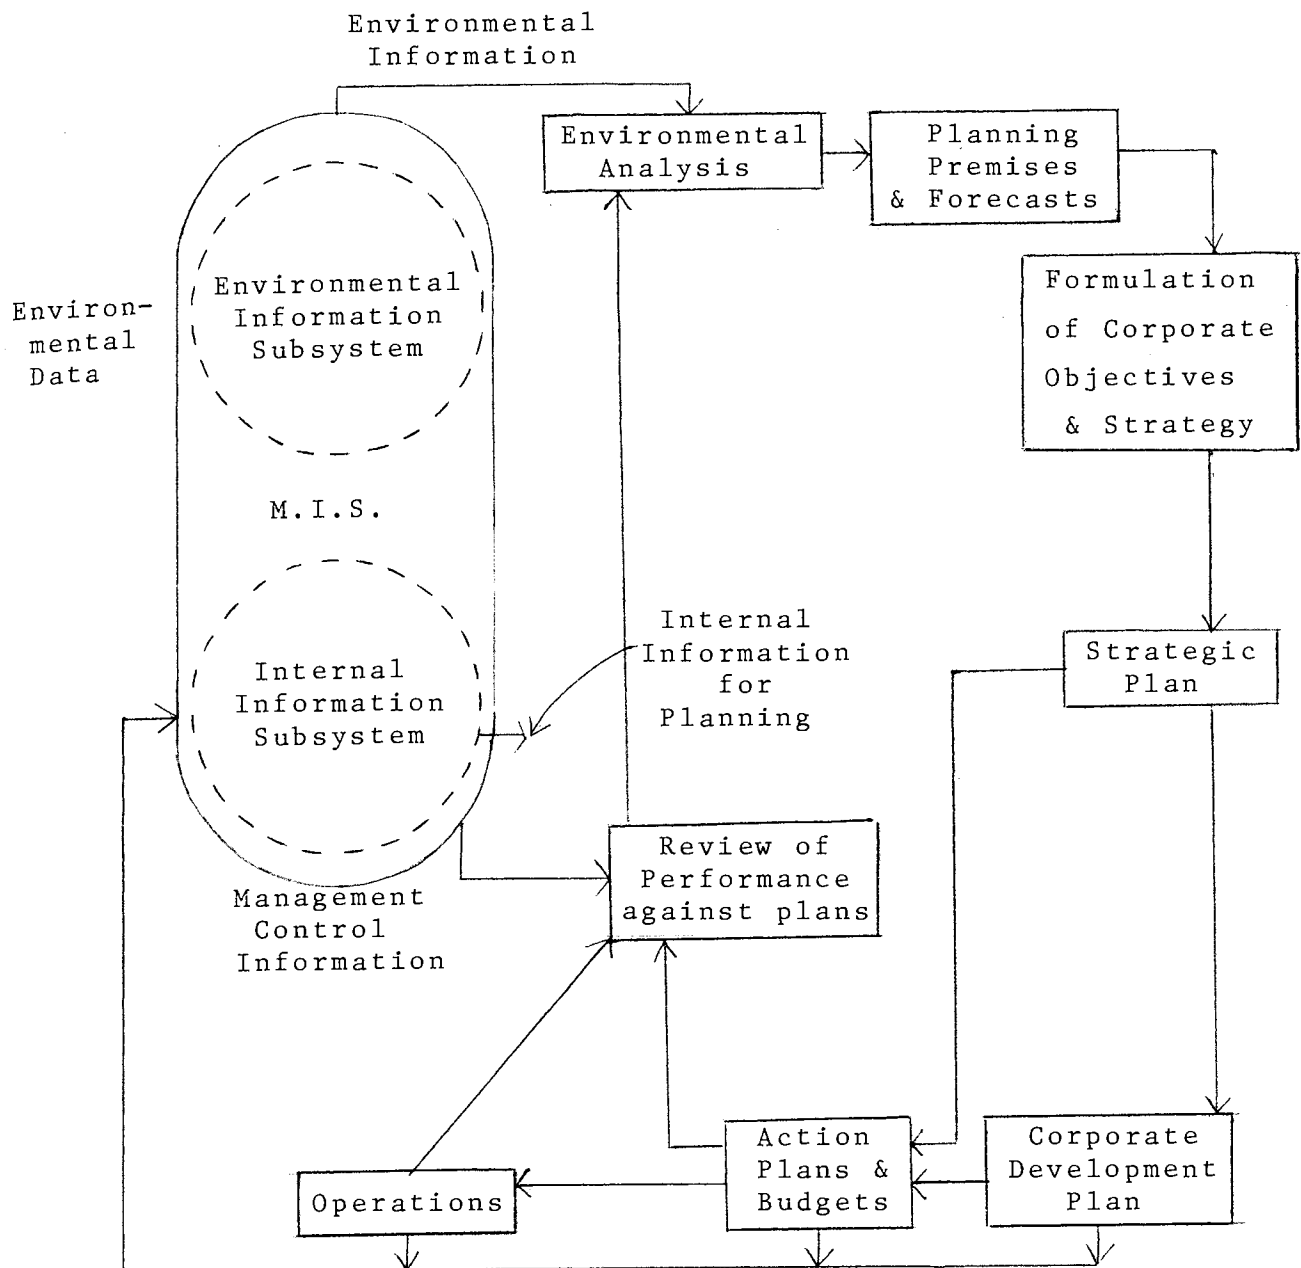 Environmental
Information
Environmental
Analysis
Planning
Premises
& Forecasts
Environ-
mental
Data
Environmental
Information
Subsystem
Formulation
of Corporate
Objectives
& Strategy
M.I.S.
Internal
Information
Subsystem
Internal
Information
for
Planning
Strategic
Plan
Review of
Performance
against plans
Management
Control
Information
Operations
Action
Plans &
Budgets
Corporate
Development
Plan